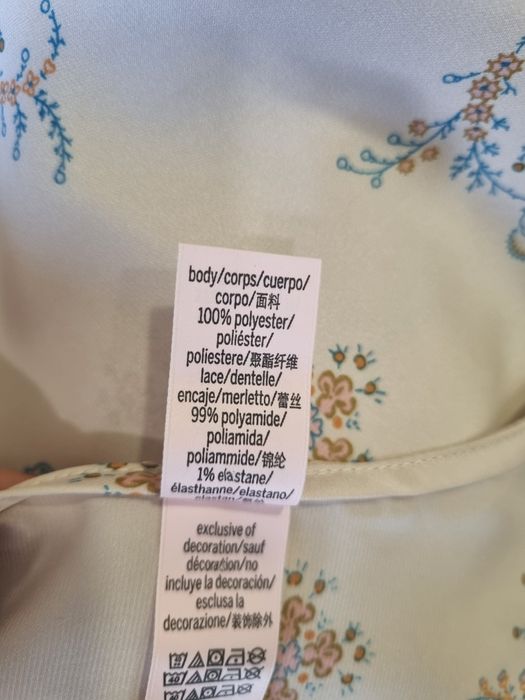 body/corps/cuerpo/
corpo/面料
100% polyester/
poliéster/
poliestere/聚酯纤维
lace/dentelle/
encaje/merletto/蕾丝
99% polyamide/
poliamida/
poliammide/锦纶
1% elastane/
élasthanne/elastano/
exclusive of
decoration/sauf
décoration/no
incluye la decoración/
esclusa la
decorazione/装饰除外